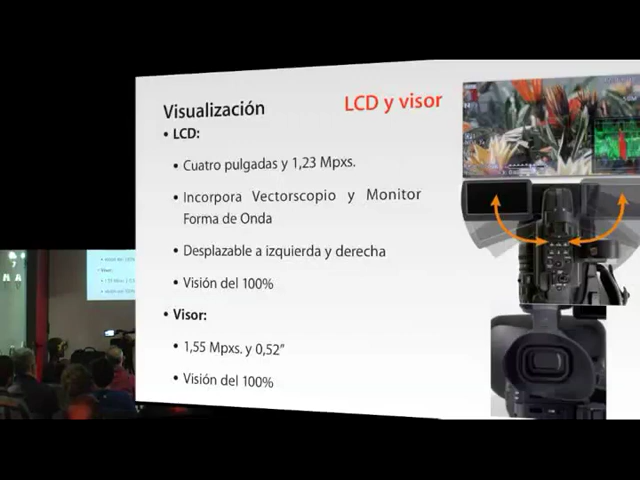 Visualización
LCD y visor
• LCD:
• Cuatro pulgadas y 1,23 Mpxs.
• Incorpora Vectorscopio y Monitor
Forma de Onda
• Desplazable a izquierda y derecha
• Visión del 100%
• Visor:
• 1,55 Mpxs. y 0,52”
• Visión del 100%